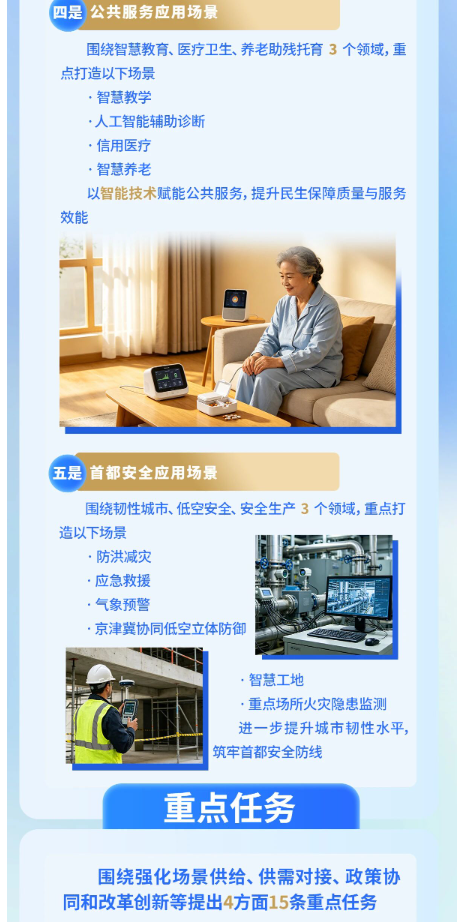 四是 公共服务应用场景
围绕智慧教育、医疗卫生、养老助残托育 3 个领域,重
点打造以下场景
· 智慧教学
· 人工智能辅助诊断
· 信用医疗
· 智慧养老
以智能技术赋能公共服务,提升民生保障质量与服务
效能
五是 首都安全应用场景
围绕韧性城市、低空安全、安全生产 3 个领域,重点打
造以下场景
· 防洪减灾
· 应急救援
· 气象预警
· 京津冀协同低空立体防御
· 智慧工地
· 重点场所火灾隐患监测
进一步提升城市韧性水平,
筑牢首都安全防线
重点任务
围绕强化场景供给、供需对接、政策协
同和改革创新等提出4方面15条重点任务